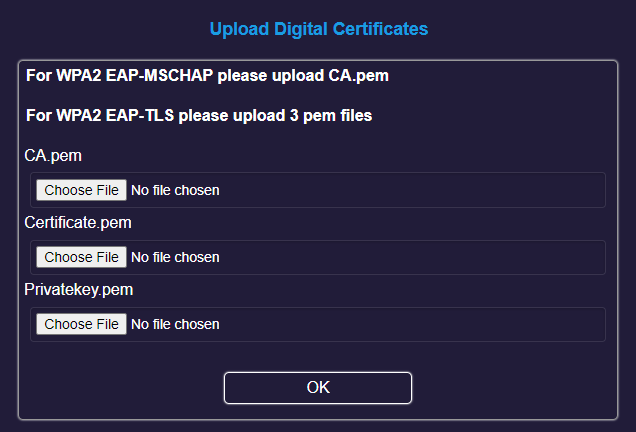 Upload Digital Certificates
For WPA2 EAP-MSCHAP please upload CA.pem
For WPA2 EAP-TLS please upload 3 pem files
CA.pem
Choose File No file chosen
Certificate.pem
Choose File No file chosen
Privatekey.pem
Choose File No file chosen
OK